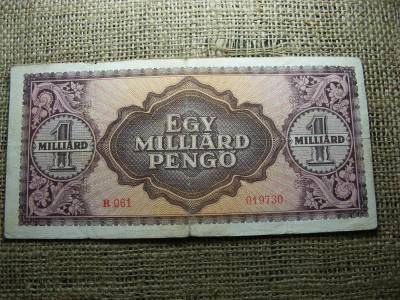 EGY
MILLIÁRD
PENGŐ
1
MILLIÁRD
1
MILLIÁRD
R 061
019730